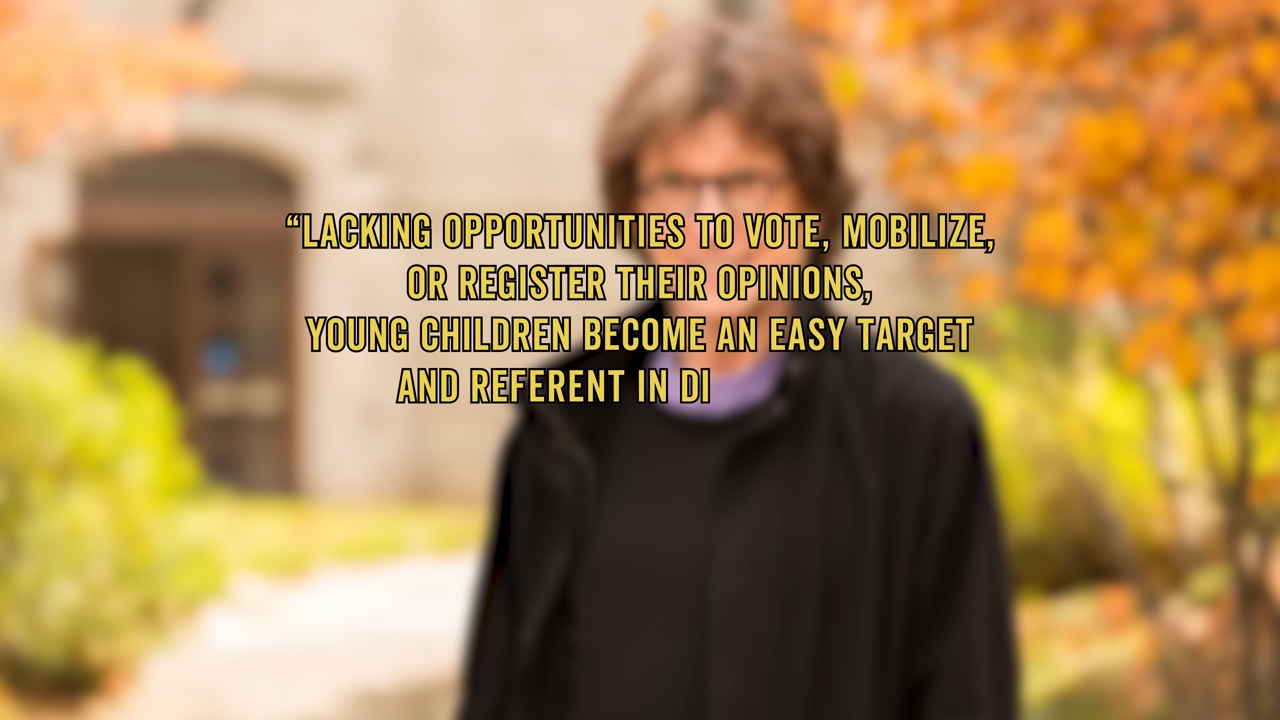 “LACKING OPPORTUNITIES TO VOTE, MOBILIZE,
OR REGISTER THEIR OPINIONS,
YOUNG CHILDREN BECOME AN EASY TARGET
AND REFERENT IN DI